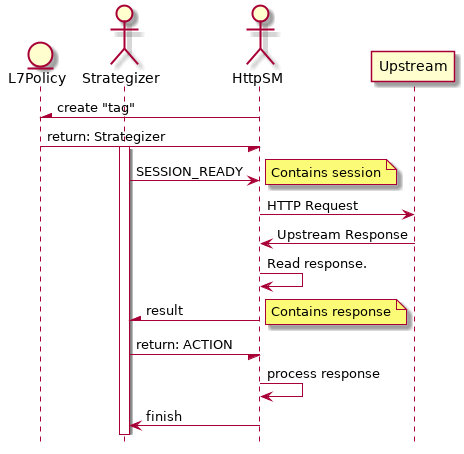 L7Policy
Strategizer
HttpSM
Upstream
create "tag"
return: Strategizer
SESSION_READY
Contains session
HTTP Request
Upstream Response
Read response.
result
Contains response
return: ACTION
process response
finish